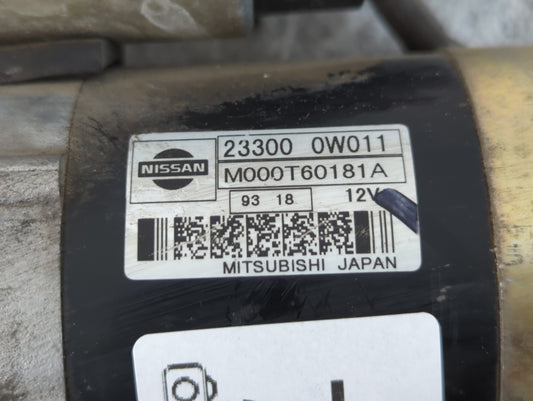 NISSAN
23300 0W011
M000T60181A
93 18 12V
MITSUBISHI JAPAN